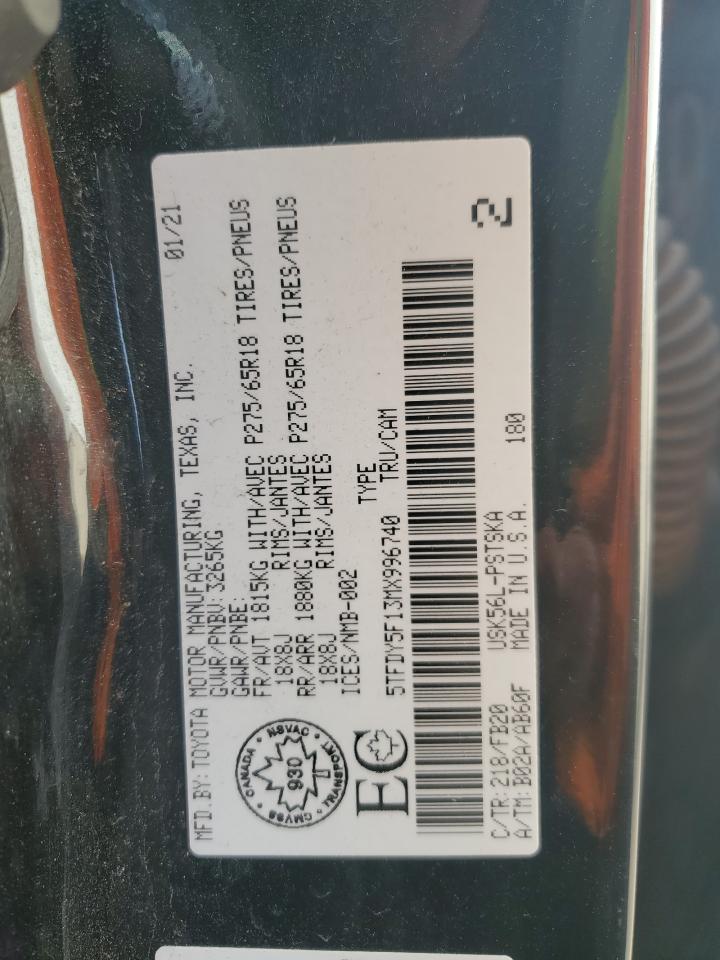 MFD.BY: TOYOTA MOTOR MANUFACTURING, TEXAS, INC. 01/21
GVWR/PNBV: 3265KG
GAWR/PNBE:
FR/AVT 1815KG WITH/AVEC P275/65R18 TIRES/PNEUS
18X8J RIMS/JANTES
RR/ARR 1880KG WITH/AVEC P275/65R18 TIRES/PNEUS
18X8J RIMS/JANTES
ICES/NMB-002 TYPE
5TFDY5F13MX996740 TRU/CAM
CANADA NSVAC
930
CMVSS TRANSPORT
EC
2
C/TR: 218/FB20 USK56L-PSTSKA 180
A/TM: B02A/AB60F MADE IN U.S.A.